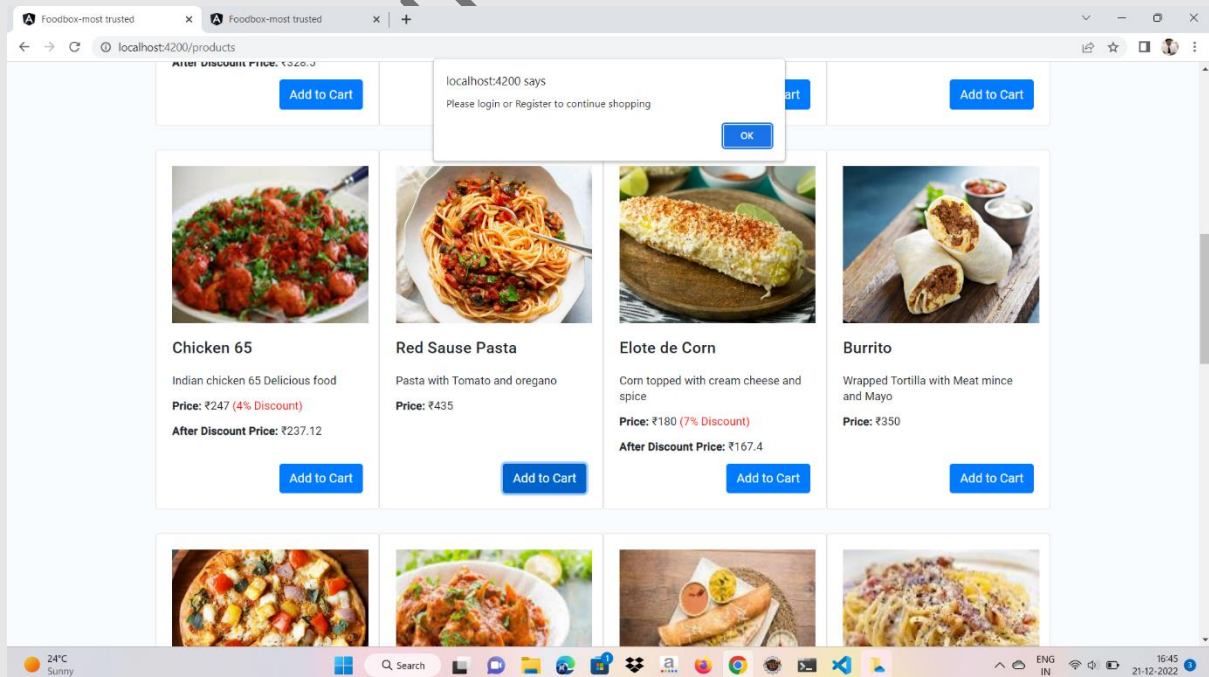 Foodbox-most trusted
Foodbox-most trusted
localhost:4200/products
After Discount Price: ₹328.5
localhost:4200 says
Please login or Register to continue shopping
OK
Add to Cart
art
Add to Cart
Chicken 65
Indian chicken 65 Delicious food
Price: ₹247 (4% Discount)
After Discount Price: ₹237.12
Add to Cart
Red Sause Pasta
Pasta with Tomato and oregano
Price: ₹435
Add to Cart
Elote de Corn
Corn topped with cream cheese and
spice
Price: ₹180 (7% Discount)
After Discount Price: ₹167.4
Add to Cart
Burrito
Wrapped Tortilla with Meat mince
and Mayo
Price: ₹350
Add to Cart
24°C
Sunny
Search
a
ENG
IN
16:45
21-12-2022
3